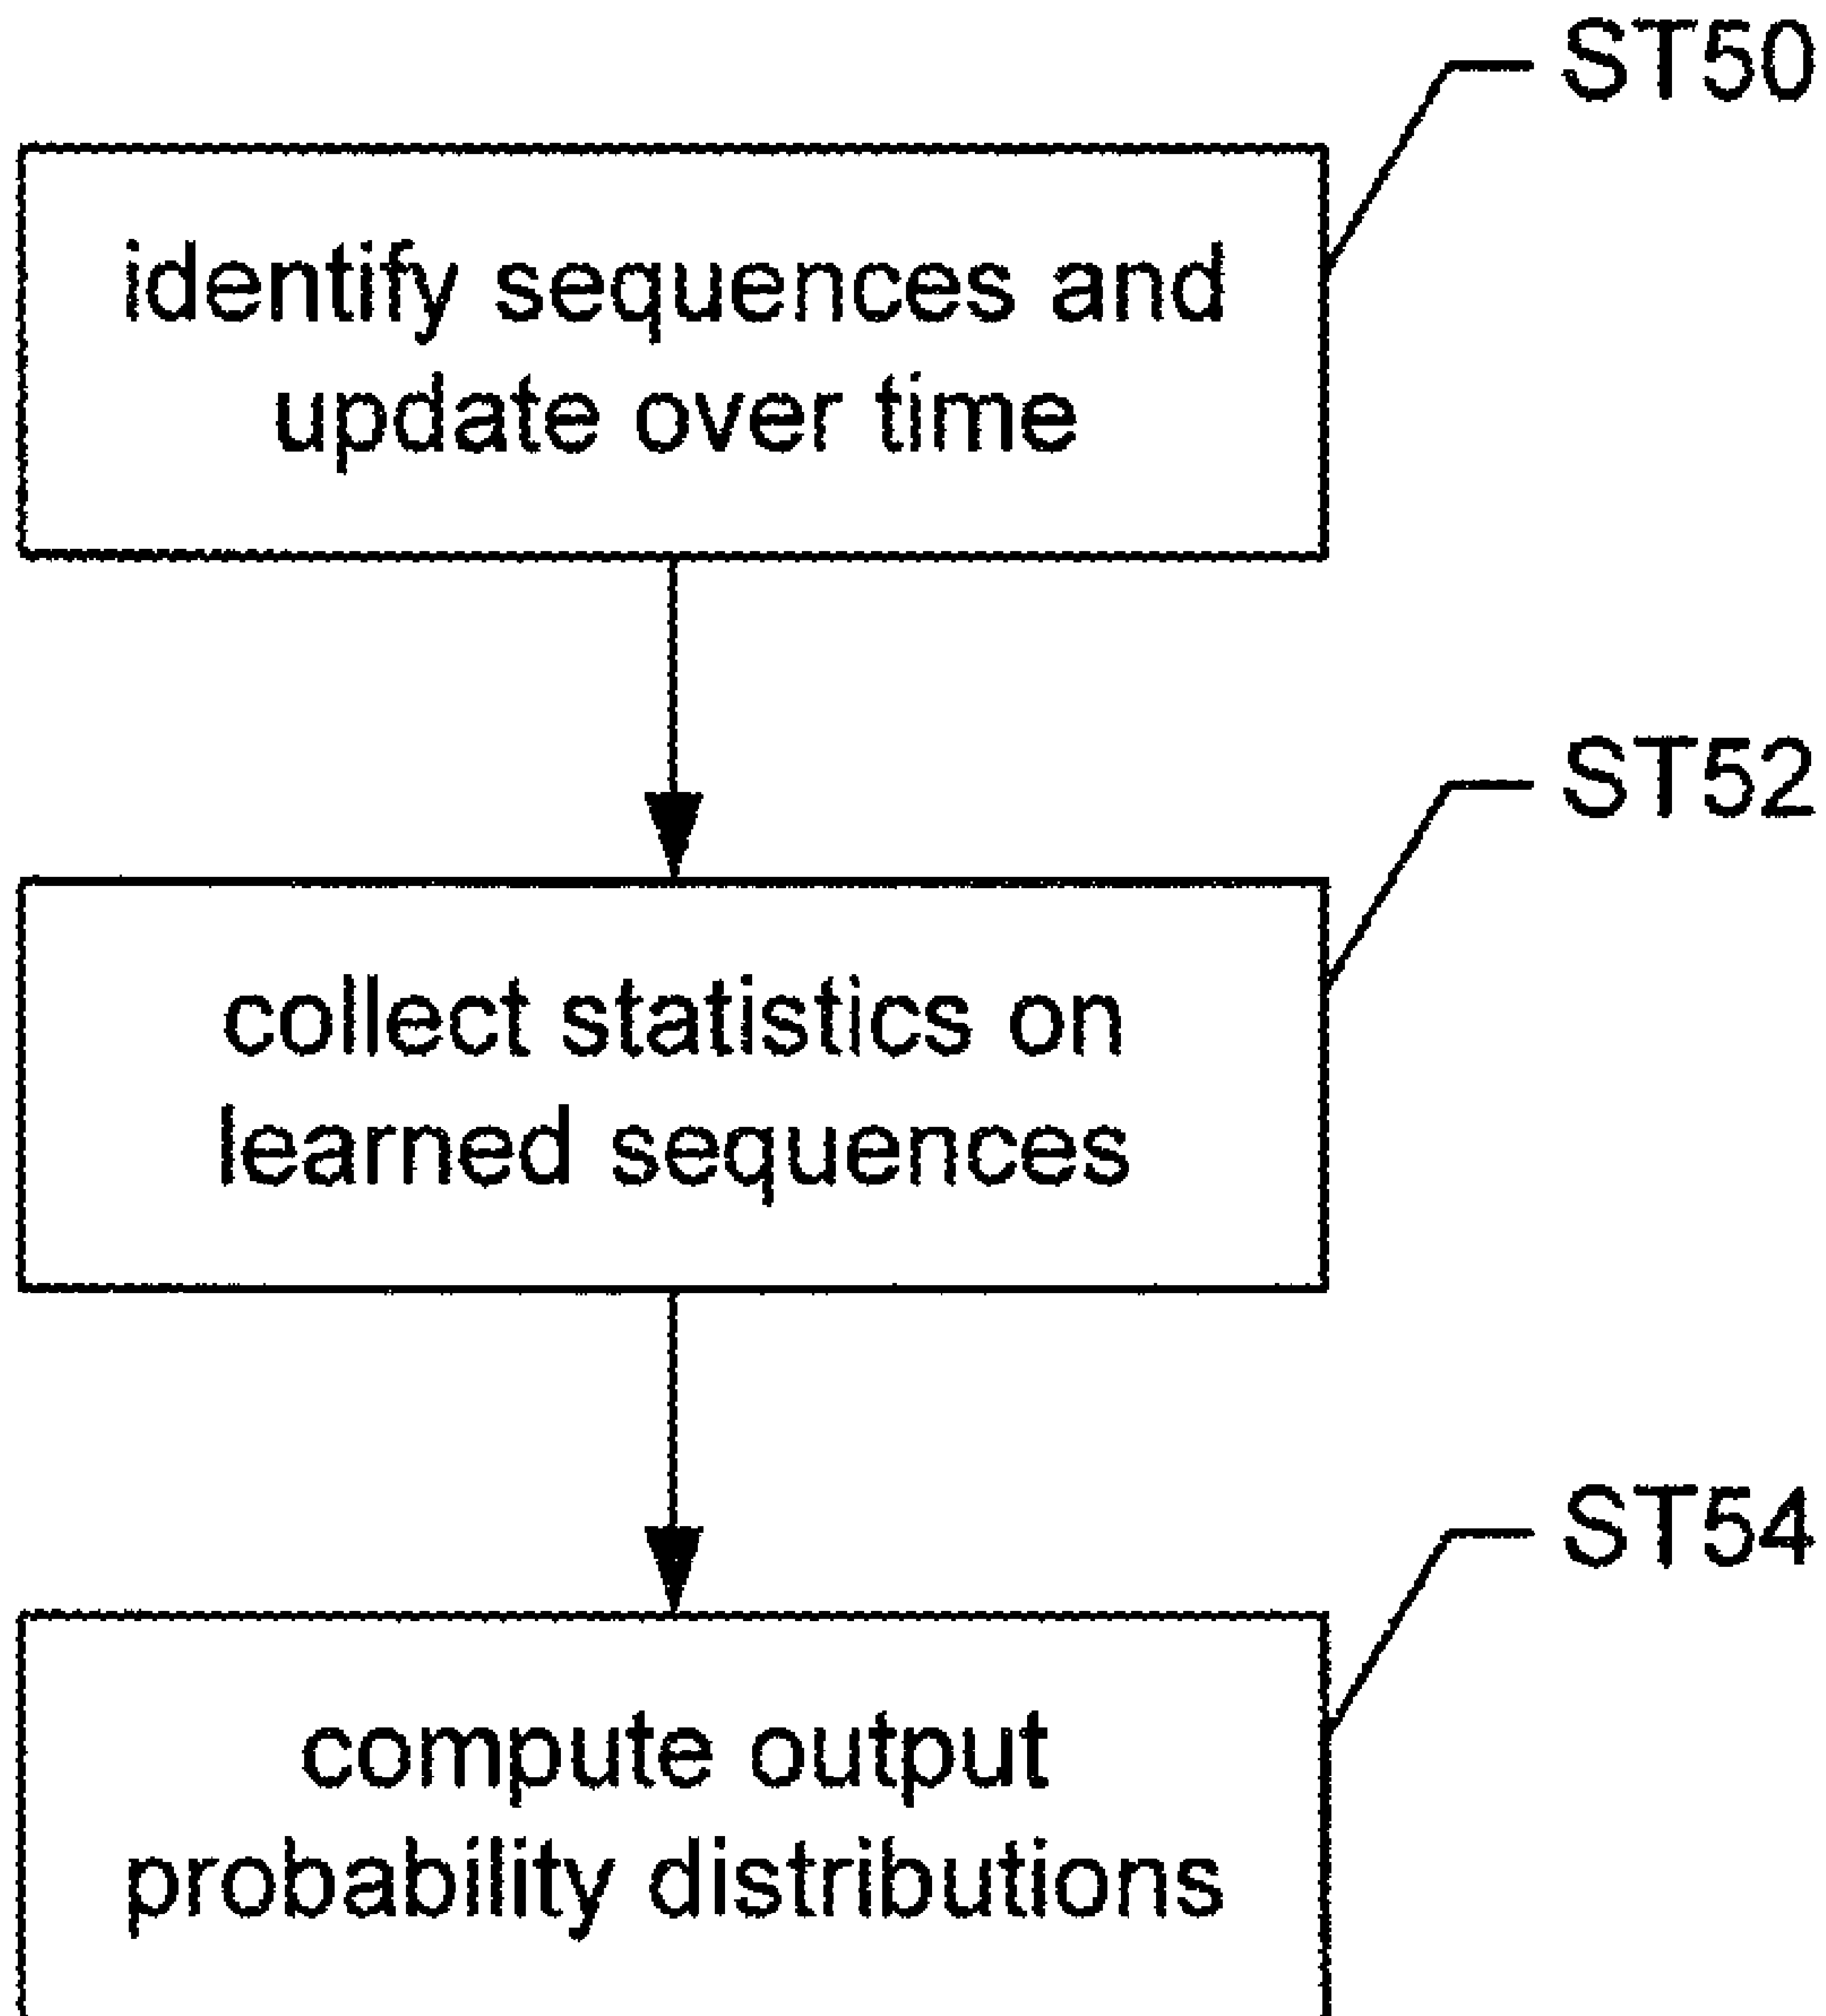 ST50
identify sequences and
update over time
ST52
collect statistics on
learned sequences
ST54
compute output
probability distributions